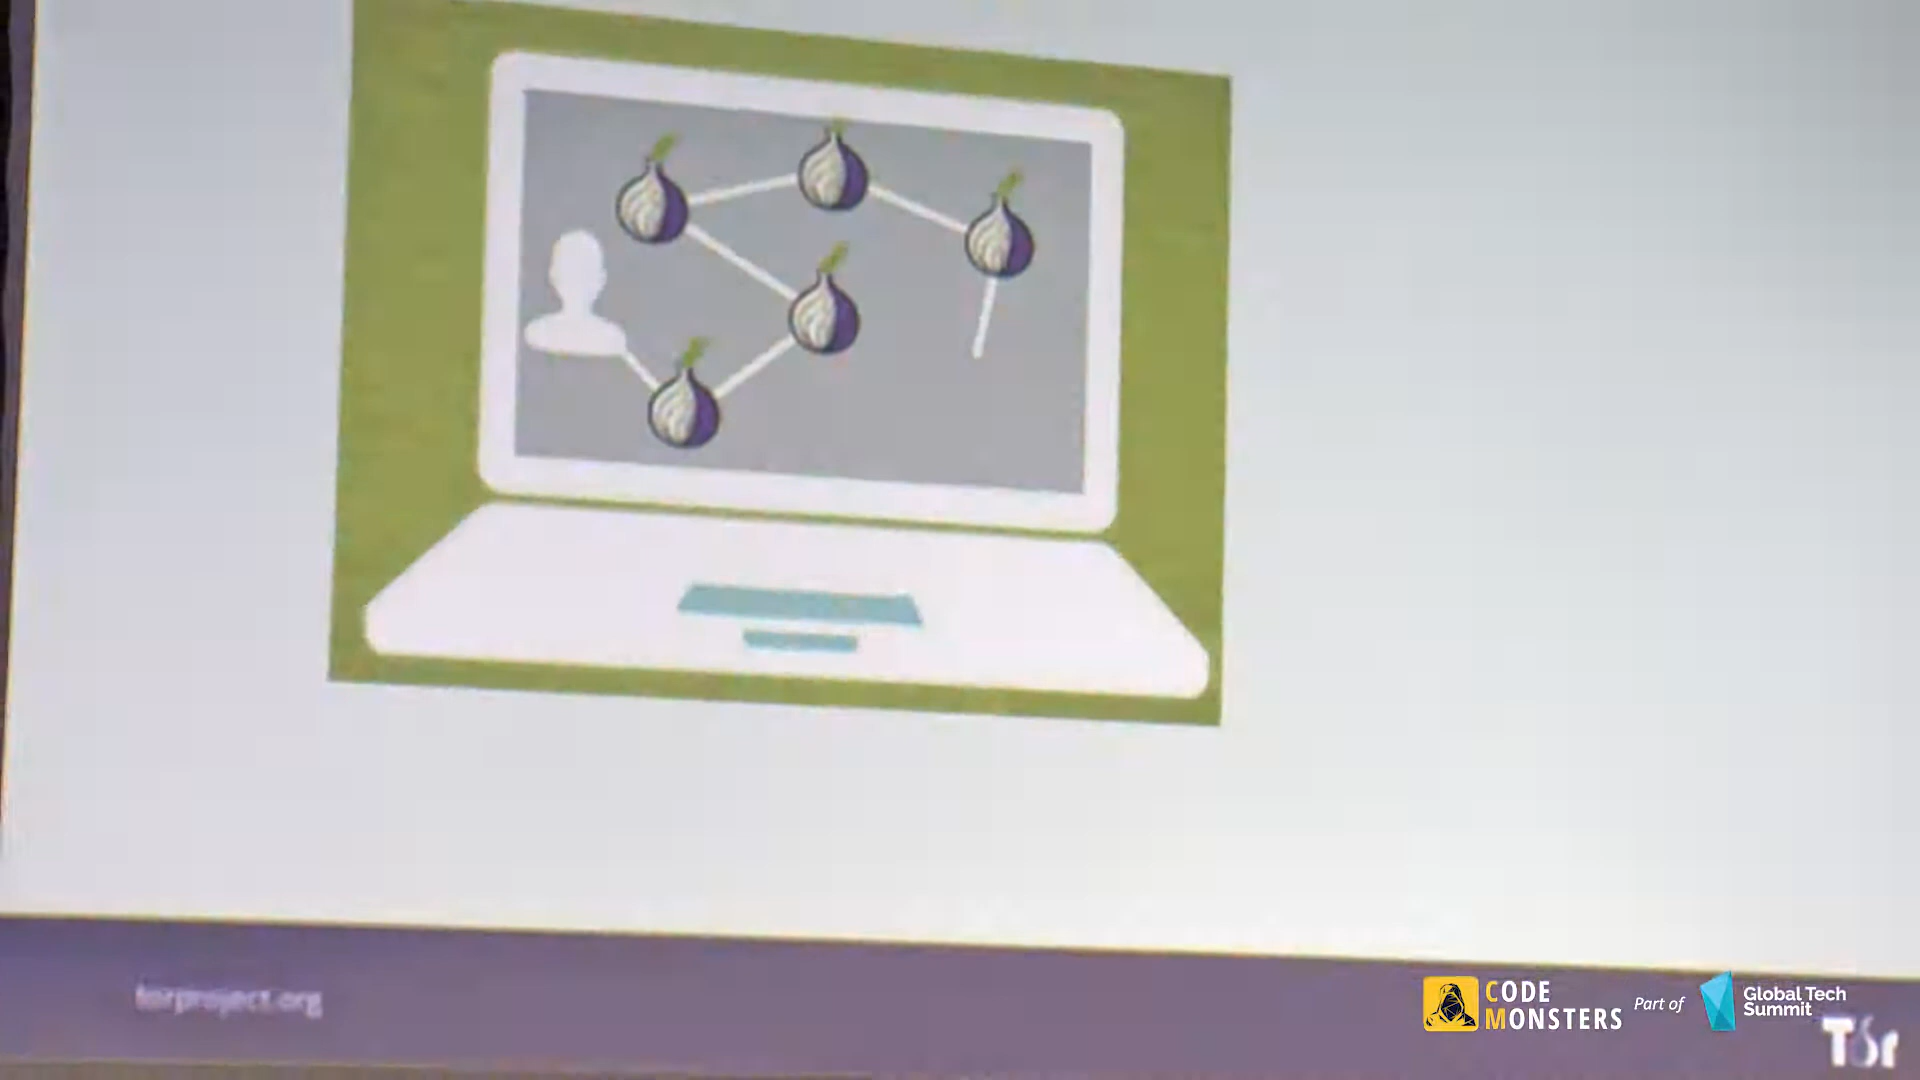 torproject.org
CODE
MONSTERS
Part of
Global Tech
Summit
Tor